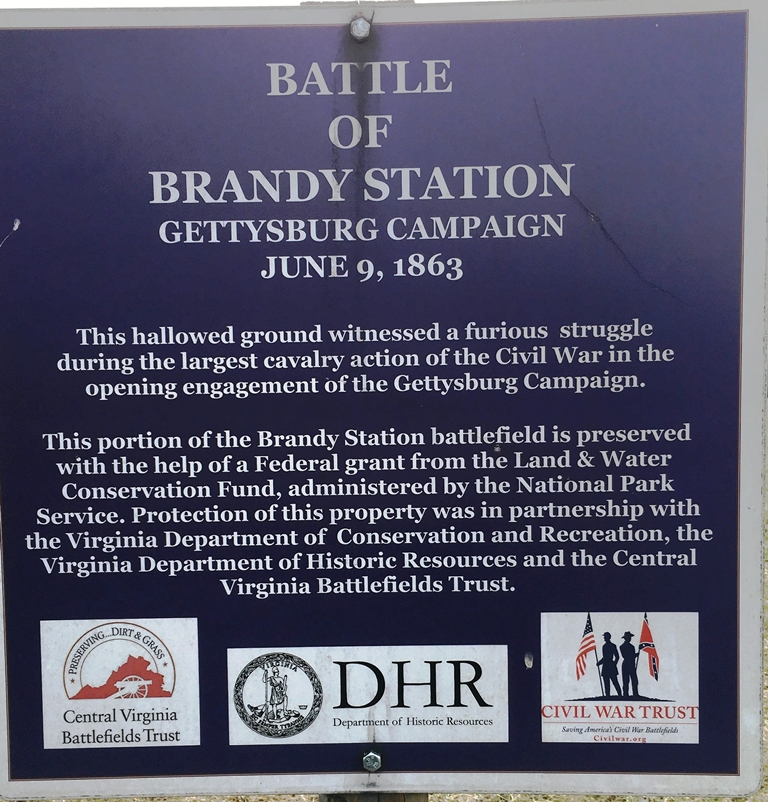 BATTLE
OF
BRANDY STATION
GETTYSBURG CAMPAIGN
JUNE 9, 1863
This hallowed ground witnessed a furious struggle
during the largest cavalry action of the Civil War in the
opening engagement of the Gettysburg Campaign.
This portion of the Brandy Station battlefield is preserved
with the help of a Federal grant from the Land & Water
Conservation Fund, administered by the National Park
Service. Protection of this property was in partnership with
the Virginia Department of Conservation and Recreation, the
Virginia Department of Historic Resources and the Central
Virginia Battlefields Trust.
PRESERVING...DIRT & GRASS
Central Virginia
Battlefields Trust
VIRGINIA
DHR
Department of Historic Resources
CIVIL WAR TRUST
Saving America's Civil War Battlefields
Civilwar.org